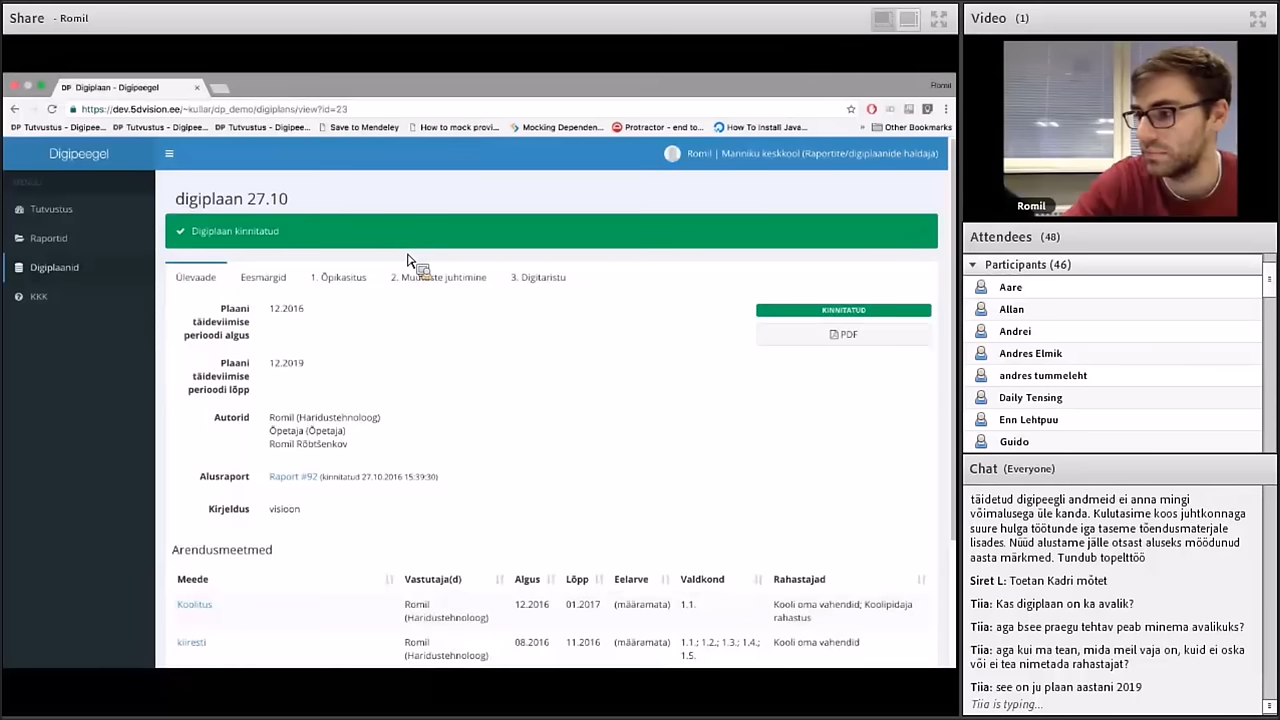 Share - Romil
DP Digiplaan - Digipeegel
Romil
https://dev.5dvision.ee/~kullar/dp_demo/digiplans/view?id=23
DP Tutvustus - Digipee... DP Tutvustus - Digipee... DP Tutvustus - Digipee... Save to Mendeley How to mock provi... Mocking Dependen... Protractor - end to... How To Install Java... » Other Bookmarks
Digipeegel
Romil | Manniku keskkool (Raportite/digiplaanide haldaja)
MENÜÜ
Tutvustus
Raportid
Digiplaanid
KKK
digiplaan 27.10
Digiplaan kinnitatud
Ülevaade Eesmärgid 1. Õpikäsitus 2. Muutuste juhtimine 3. Digitaristu
Plaani täideviimise perioodi algus 12.2016
KINNITATUD
PDF
Plaani täideviimise perioodi lõpp 12.2019
Autorid Romil (Haridustehnoloog)
Õpetaja (Õpetaja)
Romil Rõbtšenkov
Alusraport Raport #92 (kinnitatud 27.10.2016 15:39:30)
Kirjeldus visioon
Arendusmeetmed
Meede Vastutaja(d) Algus Lõpp Eelarve Valdkond Rahastajad
Koolitus Romil (Haridustehnoloog) 12.2016 01.2017 (määramata) 1.1. Kooli oma vahendid; Koolipidaja rahastus
kiiresti Romil (Haridustehnoloog) 08.2016 11.2016 (määramata) 1.1.; 1.2.; 1.3.; 1.4.; 1.5. Kooli oma vahendid
Video (1)
Romil
Attendees (48)
Participants (46)
Aare
Allan
Andrei
Andres Elmik
andres tummeleht
Daily Tensing
Enn Lehtpuu
Guido
Chat (Everyone)
täidetud digipeegli andmeid ei anna mingi
võimalusega üle kanda. Kulutasime koos juhtkonnaga
suure hulga töötunde iga taseme tõendusmaterjale
lisades. Nüüd alustame jälle otsast aluseks möödunud
aasta märkmed. Tundub topelttöö
Siret L: Toetan Kadri mõtet
Tiia: Kas digiplaan on ka avalik?
Tiia: aga bsee praegu tehtav peab minema avalikuks?
Tiia: aga kui ma tean, mida meil vaja on, kuid ei oska
või ei tea nimetada rahastajat?
Tiia: see on ju plaan aastani 2019
Tiia is typing...